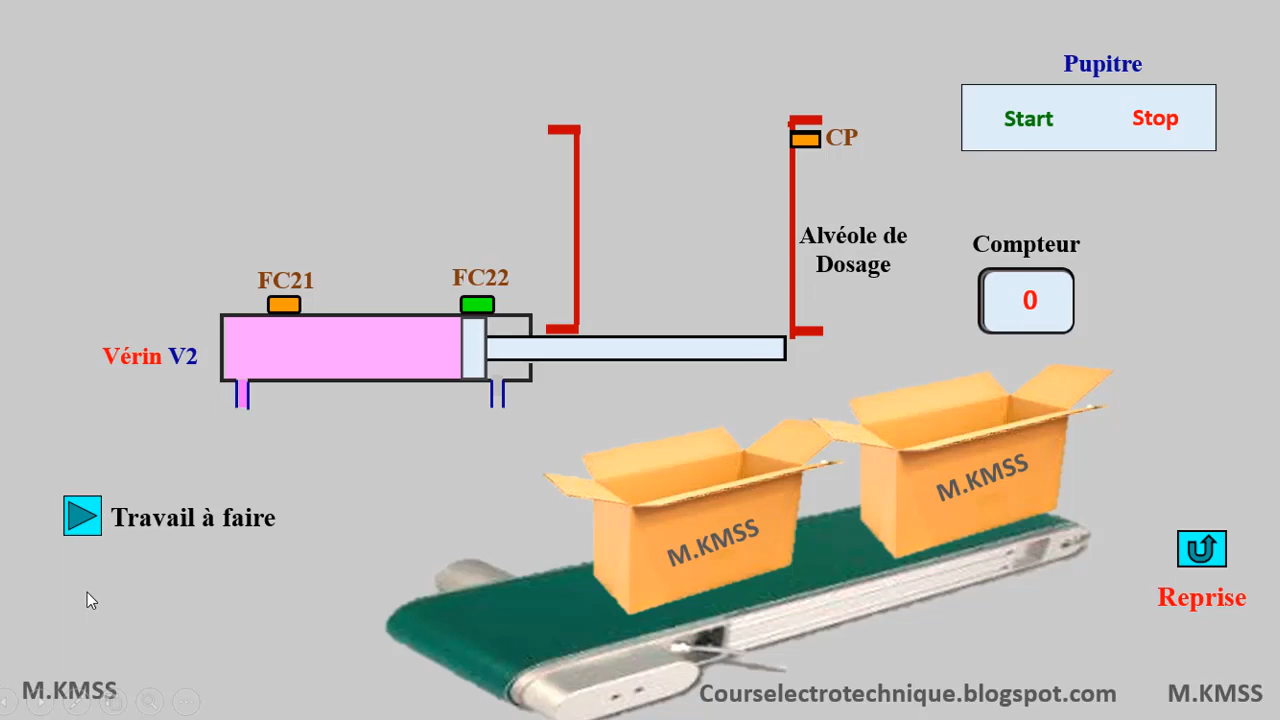 Pupitre
Start
Stop
CP
Alvéole de
Dosage
Compteur
0
FC21
FC22
Vérin V2
M.KMSS
M.KMSS
Travail à faire
Reprise
M.KMSS
Courselectrotechnique.blogspot.com
M.KMSS